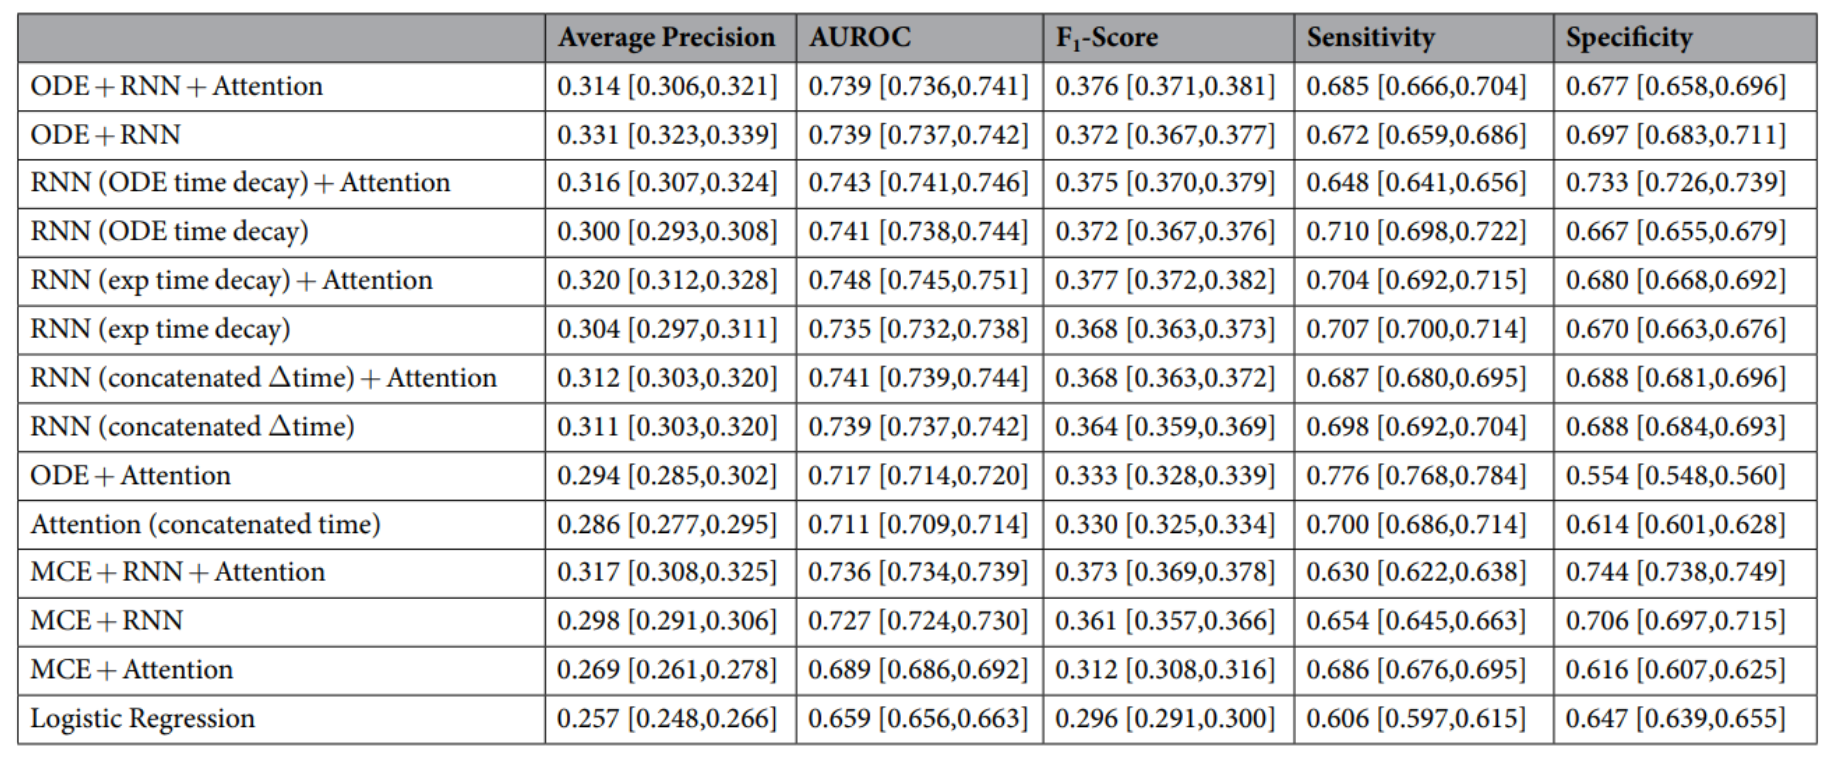 Average Precision AUROC F₁-Score Sensitivity Specificity
ODE + RNN + Attention 0.314 [0.306,0.321] 0.739 [0.736,0.741] 0.376 [0.371,0.381] 0.685 [0.666,0.704] 0.677 [0.658,0.696]
ODE + RNN 0.331 [0.323,0.339] 0.739 [0.737,0.742] 0.372 [0.367,0.377] 0.672 [0.659,0.686] 0.697 [0.683,0.711]
RNN (ODE time decay) + Attention 0.316 [0.307,0.324] 0.743 [0.741,0.746] 0.375 [0.370,0.379] 0.648 [0.641,0.656] 0.733 [0.726,0.739]
RNN (ODE time decay) 0.300 [0.293,0.308] 0.741 [0.738,0.744] 0.372 [0.367,0.376] 0.710 [0.698,0.722] 0.667 [0.655,0.679]
RNN (exp time decay) + Attention 0.320 [0.312,0.328] 0.748 [0.745,0.751] 0.377 [0.372,0.382] 0.704 [0.692,0.715] 0.680 [0.668,0.692]
RNN (exp time decay) 0.304 [0.297,0.311] 0.735 [0.732,0.738] 0.368 [0.363,0.373] 0.707 [0.700,0.714] 0.670 [0.663,0.676]
RNN (concatenated Δtime) + Attention 0.312 [0.303,0.320] 0.741 [0.739,0.744] 0.368 [0.363,0.372] 0.687 [0.680,0.695] 0.688 [0.681,0.696]
RNN (concatenated Δtime) 0.311 [0.303,0.320] 0.739 [0.737,0.742] 0.364 [0.359,0.369] 0.698 [0.692,0.704] 0.688 [0.684,0.693]
ODE + Attention 0.294 [0.285,0.302] 0.717 [0.714,0.720] 0.333 [0.328,0.339] 0.776 [0.768,0.784] 0.554 [0.548,0.560]
Attention (concatenated time) 0.286 [0.277,0.295] 0.711 [0.709,0.714] 0.330 [0.325,0.334] 0.700 [0.686,0.714] 0.614 [0.601,0.628]
MCE + RNN + Attention 0.317 [0.308,0.325] 0.736 [0.734,0.739] 0.373 [0.369,0.378] 0.630 [0.622,0.638] 0.744 [0.738,0.749]
MCE + RNN 0.298 [0.291,0.306] 0.727 [0.724,0.730] 0.361 [0.357,0.366] 0.654 [0.645,0.663] 0.706 [0.697,0.715]
MCE + Attention 0.269 [0.261,0.278] 0.689 [0.686,0.692] 0.312 [0.308,0.316] 0.686 [0.676,0.695] 0.616 [0.607,0.625]
Logistic Regression 0.257 [0.248,0.266] 0.659 [0.656,0.663] 0.296 [0.291,0.300] 0.606 [0.597,0.615] 0.647 [0.639,0.655]